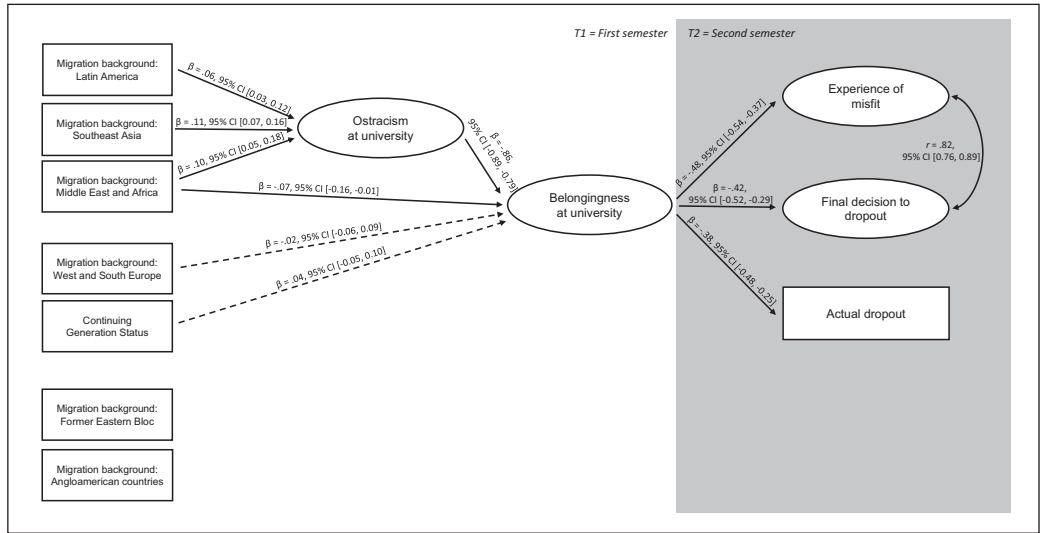 T1 = First semester
T2 = Second semester
Migration background:
Latin America
β = .06, 95% CI [0.03, 0.12]
Migration background:
Southeast Asia
β = .11, 95% CI [0.07, 0.16]
Migration background:
Middle East and Africa
β = .10, 95% CI [0.05, 0.18]
Ostracism
at university
β = -.86,
95% CI [-0.89, -0.79]
β = -.07, 95% CI [-0.16, -0.01]
Belongingness
at university
Migration background:
West and South Europe
β = -.02, 95% CI [-0.06, 0.09]
Continuing
Generation Status
β = .04, 95% CI [-0.05, 0.10]
Migration background:
Former Eastern Bloc
Migration background:
Angloamerican countries
β = -.48, 95% CI [-0.54, -0.37]
Experience of
misfit
r = .82,
95% CI [0.76, 0.89]
β = -.42,
95% CI [-0.52, -0.29]
Final decision to
dropout
β = -.38, 95% CI [-0.48, -0.25]
Actual dropout